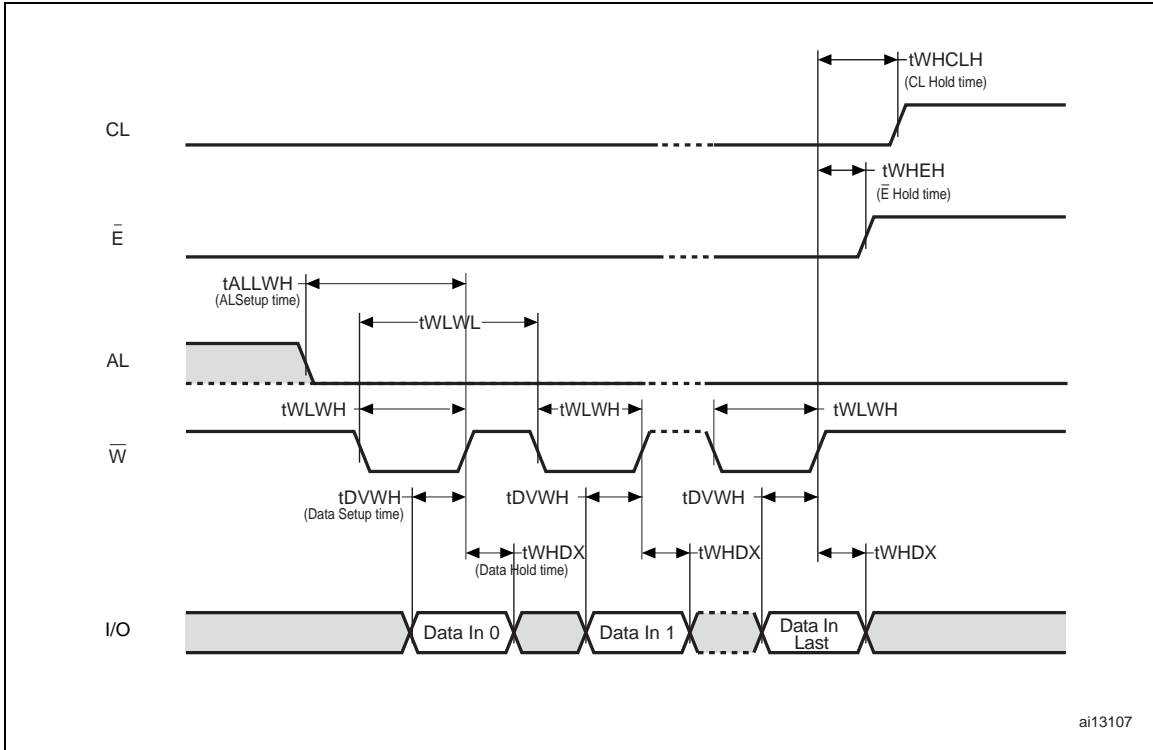 tWHCLH
(CL Hold time)
CL
tWHEH
(E̅ Hold time)
E̅
tALLWH
(ALSetup time)
tWLWL
AL
tWLWH
tWLWH
tWLWH
W̅
tDVWH
(Data Setup time)
tDVWH
tDVWH
tWHDX
(Data Hold time)
tWHDX
tWHDX
I/O
Data In 0
Data In 1
Data In
Last
ai13107